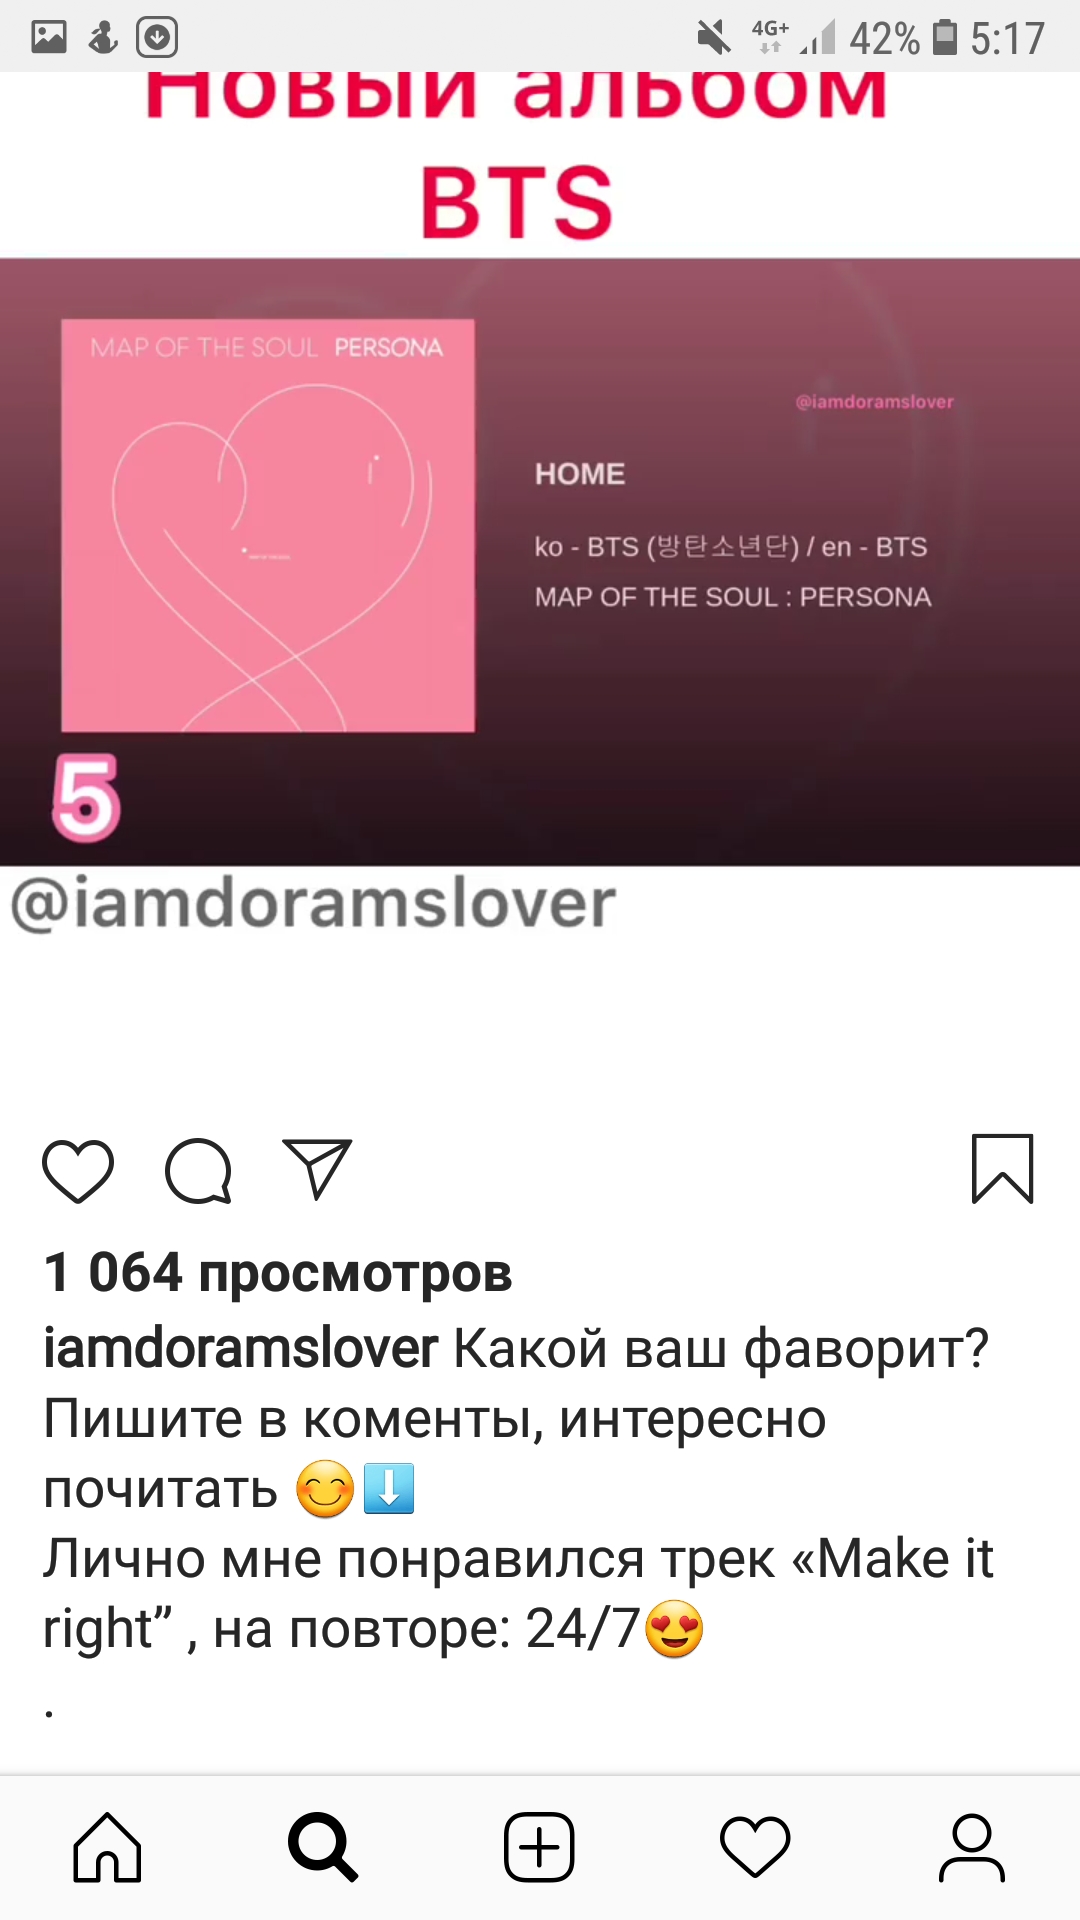 4G+ 42% 5:17
Новый альбом
BTS
MAP OF THE SOUL PERSONA
@iamdoramslover
HOME
ko - BTS (방탄소년단) / en - BTS
MAP OF THE SOUL : PERSONA
5
@iamdoramslover
1 064 просмотров
iamdoramslover Какой ваш фаворит?
Пишите в коменты, интересно
почитать 😊⬇️
Лично мне понравился трек «Make it
right” , на повторе: 24/7😍
.